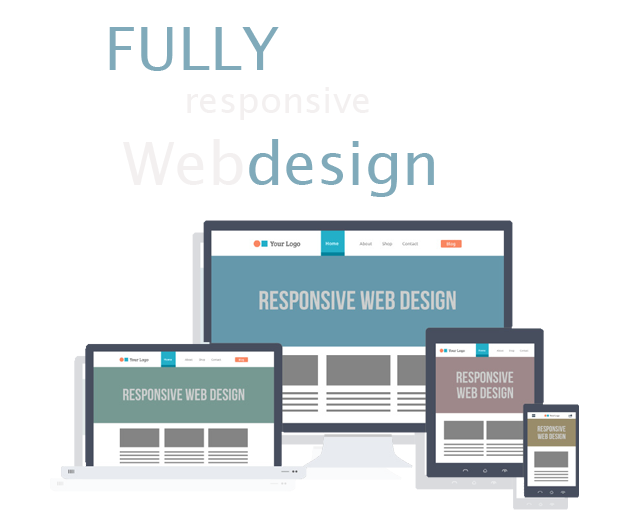 FULLY
responsive
Webdesign
Your Logo Home About Shop Contact Blog
RESPONSIVE WEB DESIGN
Your Logo Home About Shop Contact Blog
RESPONSIVE WEB DESIGN
Your Logo Home About Shop Contact
RESPONSIVE
WEB DESIGN
RESPONSIVE
WEB DESIGN